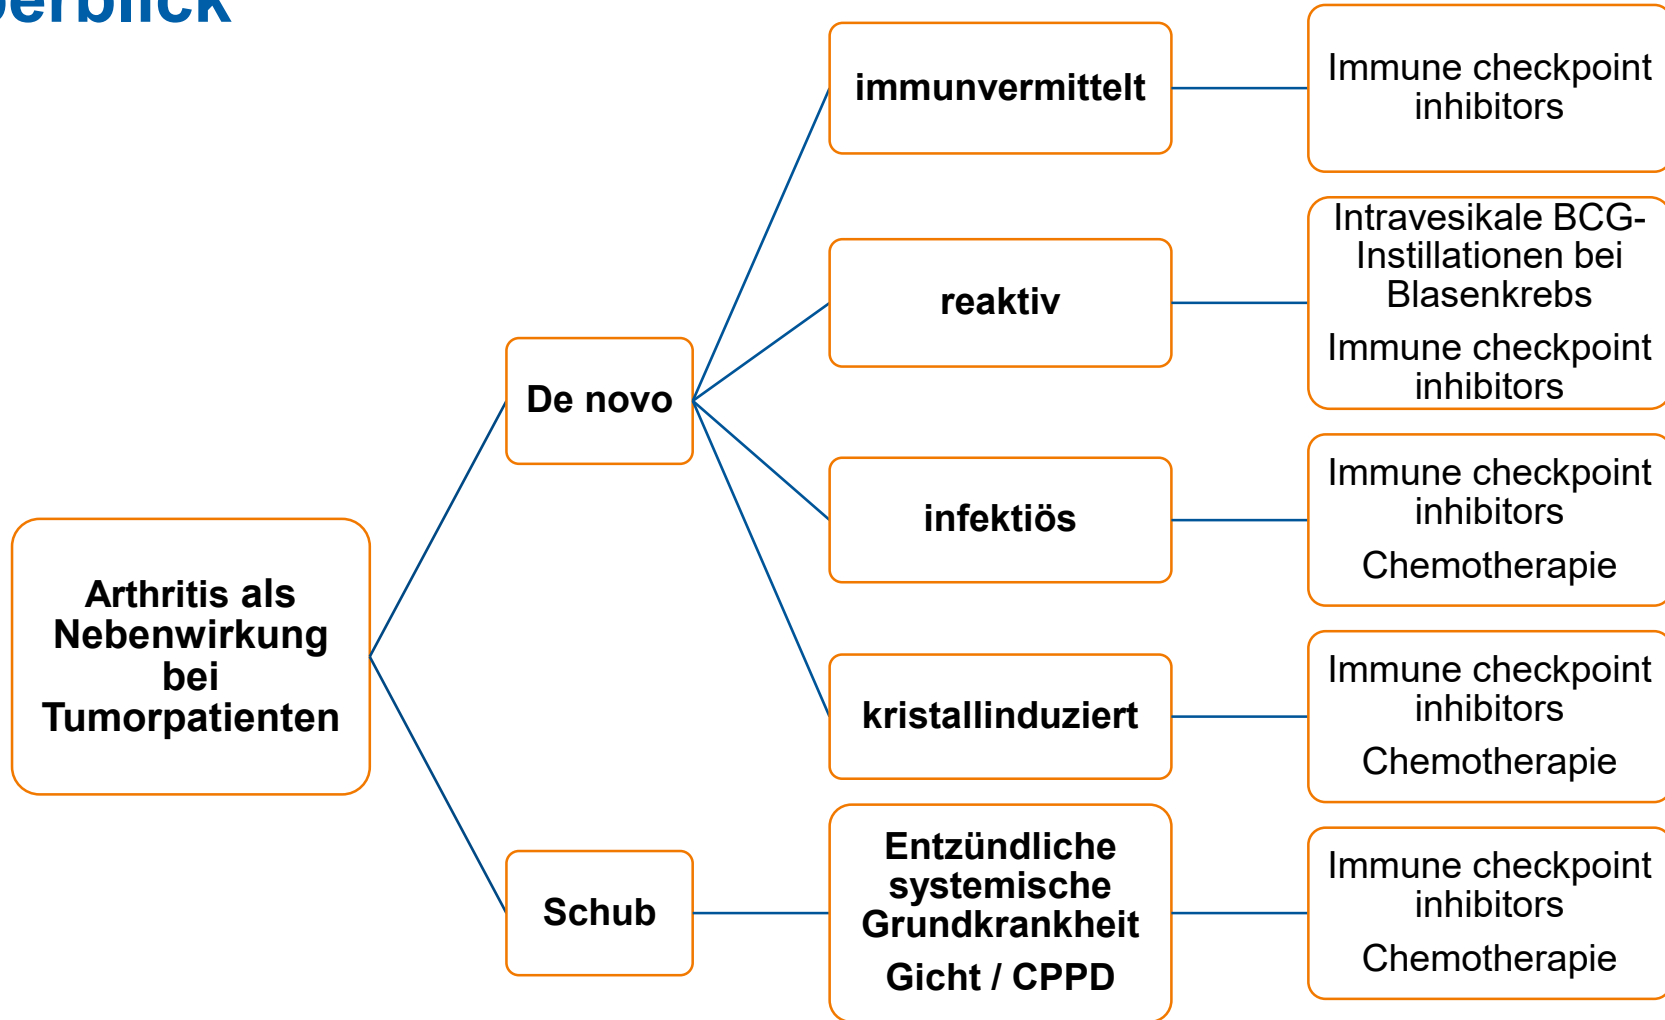 berblick
Arthritis als
Nebenwirkung
bei
Tumorpatienten
De novo
Schub
immunvermittelt
reaktiv
infektiös
kristallinduziert
Entzündliche
systemische
Grundkrankheit
Gicht / CPPD
Immune checkpoint
inhibitors
Intravesikale BCG-
Instillationen bei
Blasenkrebs
Immune checkpoint
inhibitors
Immune checkpoint
inhibitors
Chemotherapie
Immune checkpoint
inhibitors
Chemotherapie
Immune checkpoint
inhibitors
Chemotherapie